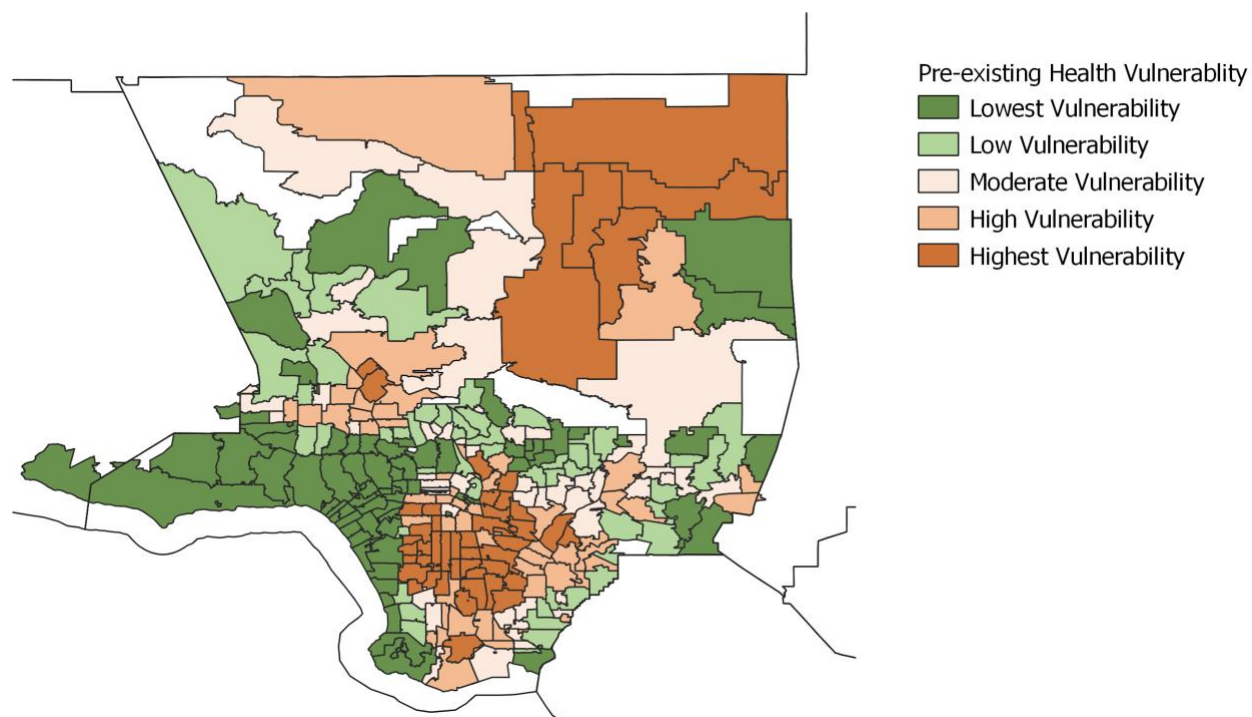 Pre-existing Health Vulnerablity
Lowest Vulnerability
Low Vulnerability
Moderate Vulnerability
High Vulnerability
Highest Vulnerability